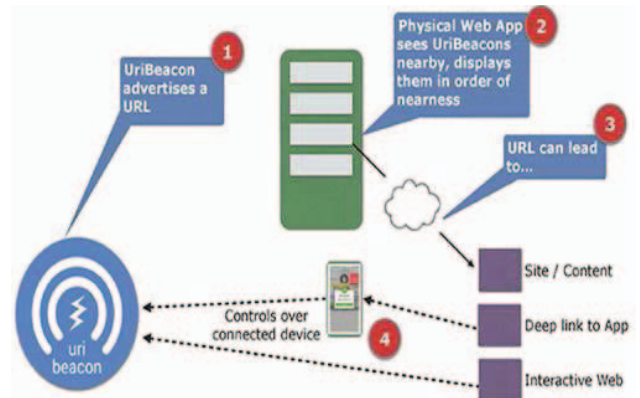 1
UriBeacon
advertises a
URL
2
Physical Web App
sees UriBeacons
nearby, displays
them in order of
nearness
3
URL can lead
to...
Site / Content
Deep link to App
Interactive Web
4
Controls over
connected device
uri
beacon